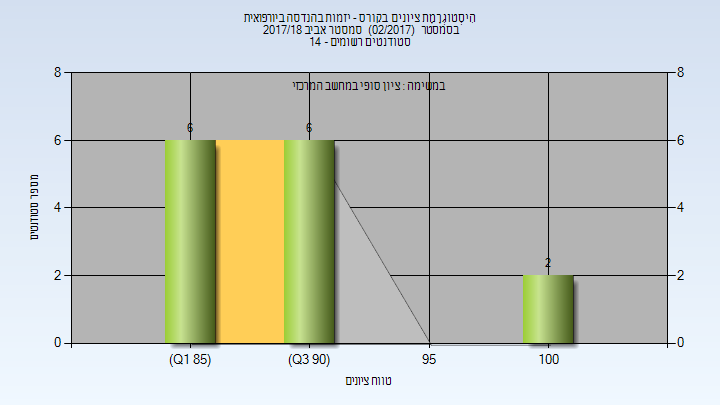 היסטוגרמת ציונים בקורס - יזמות בהנדסה ביורפואית
בסמסטר (02/2017) סמסטר אביב 2017/18
סטודנטים רשומים - 14
במשימה : ציון סופי במחשב המרכזי
8 8
6 6
6 6
4 4
2
2 2
0 0
(Q1 85) (Q3 90) 95 100
מספר סטודנטים
טווח ציונים